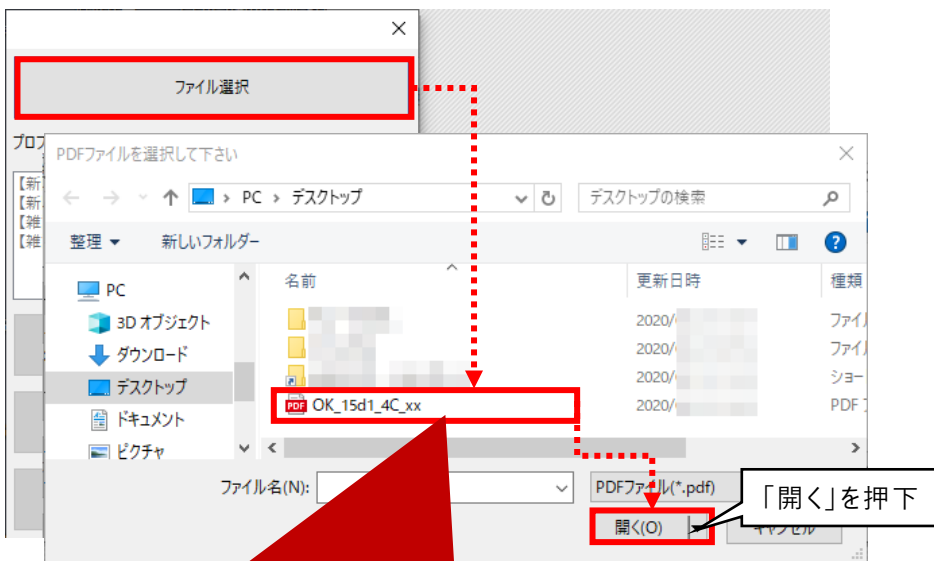 ファイル選択
プロフ
【新
【新
【雑
【雑
PDFファイルを選択して下さい
PC > デスクトップ
デスクトップの検索
整理
新しいフォルダー
名前
更新日時
種類
PC
3D オブジェクト
ダウンロード
デスクトップ
ドキュメント
ピクチャ
2020/
ファイル
2020/
ファイル
2020/
ショー
OK_15d1_4C_xx
2020/
PDF
ファイル名(N):
PDFファイル(*.pdf)
「開く」を押下
開く(O)
キャンセル